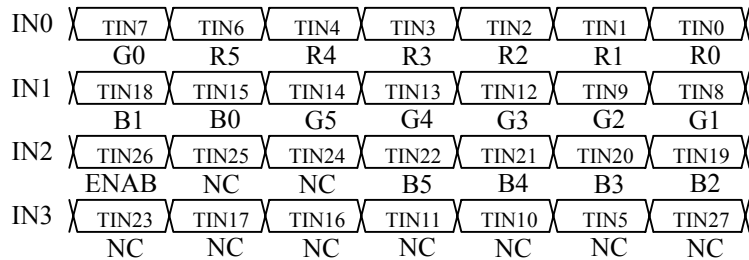 IN0 TIN7 TIN6 TIN4 TIN3 TIN2 TIN1 TIN0
G0 R5 R4 R3 R2 R1 R0
IN1 TIN18 TIN15 TIN14 TIN13 TIN12 TIN9 TIN8
B1 B0 G5 G4 G3 G2 G1
IN2 TIN26 TIN25 TIN24 TIN22 TIN21 TIN20 TIN19
ENAB NC NC B5 B4 B3 B2
IN3 TIN23 TIN17 TIN16 TIN11 TIN10 TIN5 TIN27
NC NC NC NC NC NC NC